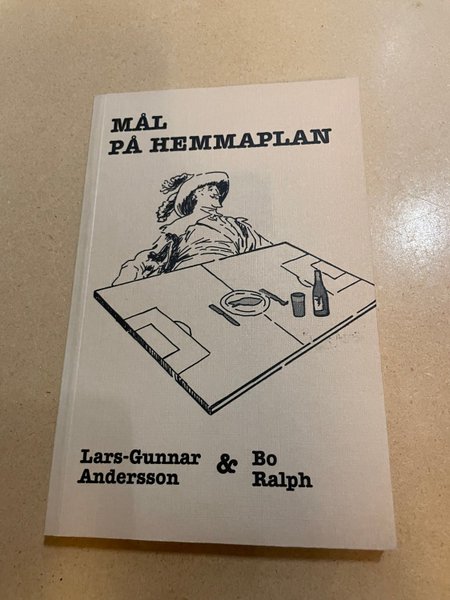 MÅL
PÅ HEMMAPLAN
Lars-Gunnar
Andersson
&
Bo
Ralph